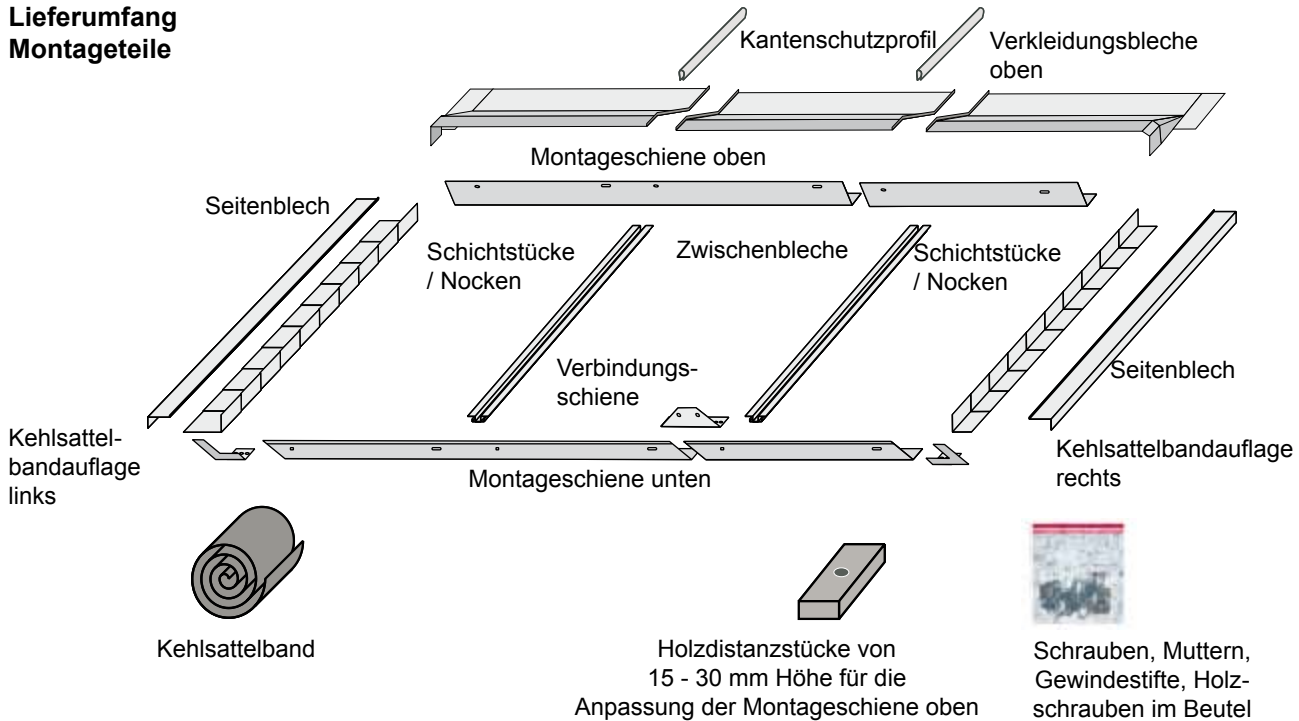 Lieferumfang
Montageteile
Kantenschutzprofil
Verkleidungsbleche
oben
Montageschiene oben
Seitenblech
Schichtstücke
/ Nocken
Zwischenbleche
Schichtstücke
/ Nocken
Verbindungs-
schiene
Seitenblech
Kehlsattel-
bandauflage
links
Montageschiene unten
Kehlsattelbandauflage
rechts
Kehlsattelband
Holzdistanzstücke von
15 - 30 mm Höhe für die
Anpassung der Montageschiene oben
Schrauben, Muttern,
Gewindestifte, Holz-
schrauben im Beutel